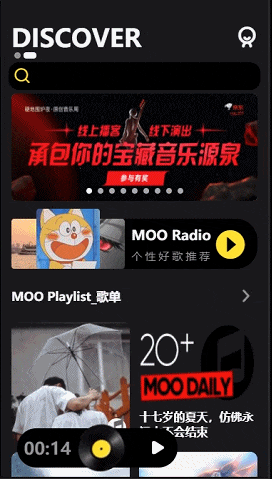 DISCOVER
线上播客 线下演出
承包你的宝藏音乐源泉
参与有奖
MOO Radio
个性好歌推荐
MOO Playlist_歌单
20+
MOO DAILY
十七岁的夏天，仿佛永
会结束
00:14